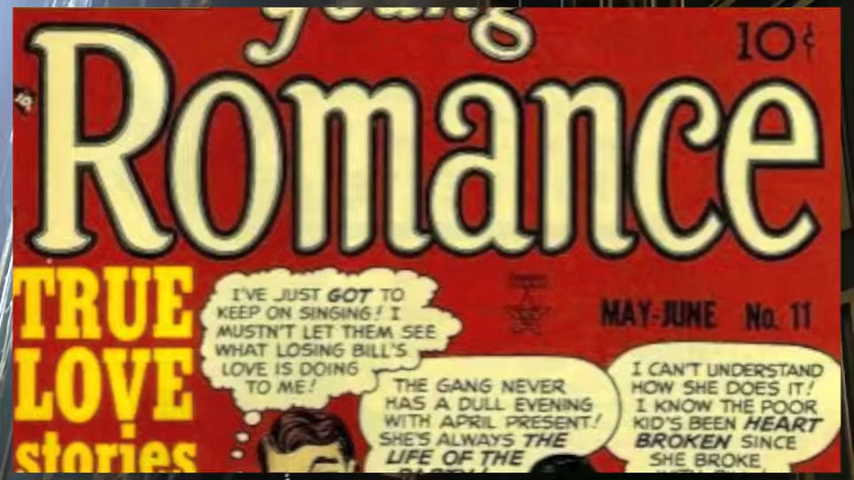 young
10¢
Romance
TRUE
LOVE
stories
MAY-JUNE No. 11
I'VE JUST GOT TO
KEEP ON SINGING! I
MUSTN'T LET THEM SEE
WHAT LOSING BILL'S
LOVE IS DOING
TO ME!
THE GANG NEVER
HAS A DULL EVENING
WITH APRIL PRESENT!
SHE'S ALWAYS THE
LIFE OF THE
I CAN'T UNDERSTAND
HOW SHE DOES IT!
I KNOW THE POOR
KID'S BEEN HEART
BROKEN SINCE
SHE BROKE